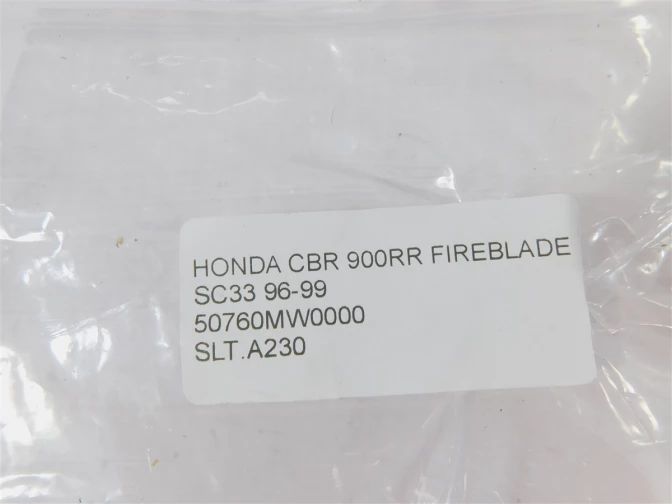 HONDA CBR 900RR FIREBLADE
SC33 96-99
50760MW0000
SLT.A230